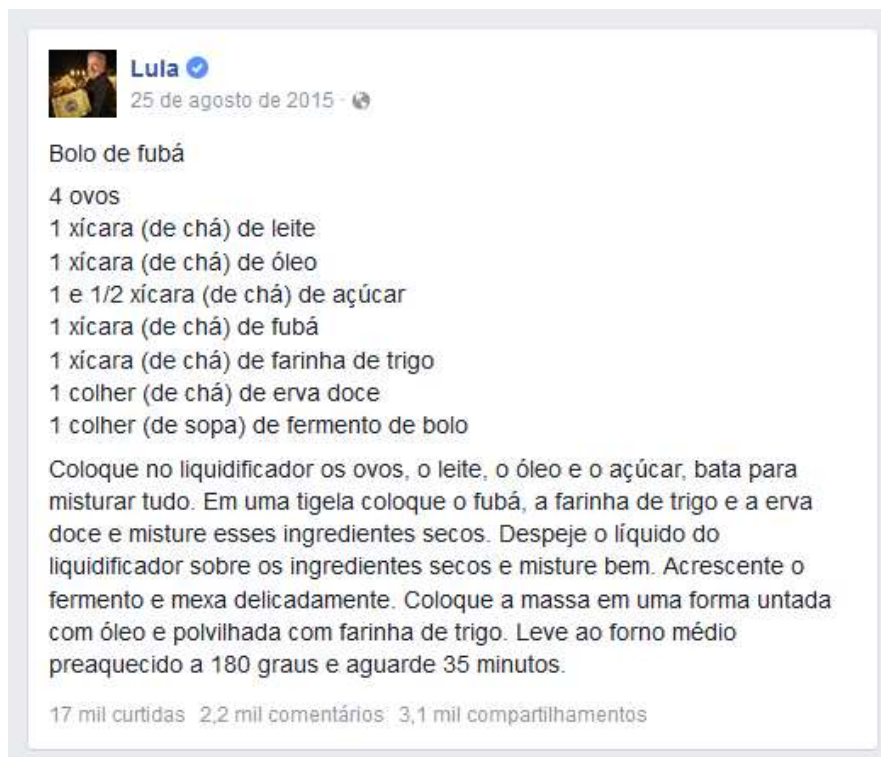 Lula
25 de agosto de 2015 ·
Bolo de fubá
4 ovos
1 xícara (de chá) de leite
1 xícara (de chá) de óleo
1 e 1/2 xícara (de chá) de açúcar
1 xícara (de chá) de fubá
1 xícara (de chá) de farinha de trigo
1 colher (de chá) de erva doce
1 colher (de sopa) de fermento de bolo
Coloque no liquidificador os ovos, o leite, o óleo e o açúcar, bata para
misturar tudo. Em uma tigela coloque o fubá, a farinha de trigo e a erva
doce e misture esses ingredientes secos. Despeje o líquido do
liquidificador sobre os ingredientes secos e misture bem. Acrescente o
fermento e mexa delicadamente. Coloque a massa em uma forma untada
com óleo e polvilhada com farinha de trigo. Leve ao forno médio
preaquecido a 180 graus e aguarde 35 minutos.
17 mil curtidas 2,2 mil comentários 3,1 mil compartilhamentos